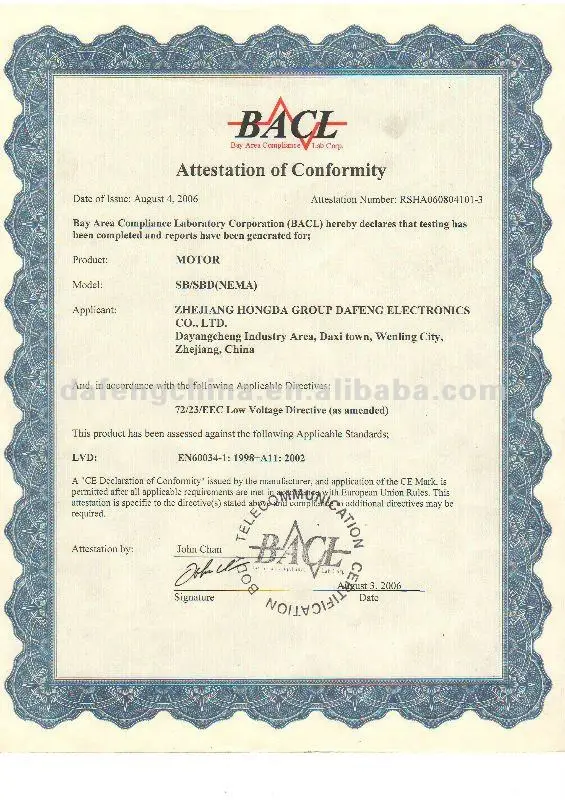 BACL
Bay Area Compliance Lab Corp.
Attestation of Conformity
Date of Issue: August 4, 2006 Attestation Number: RSHA060804101-3
Bay Area Compliance Laboratory Corporation (BACL) hereby declares that testing has
been completed and reports have been generated for;
Product: MOTOR
Model: SB/SBD(NEMA)
Applicant: ZHEJIANG HONGDA GROUP DAFENG ELECTRONICS
CO., LTD.
Dayangcheng Industry Area, Daxi town, Wenling City,
Zhejiang, China
And, in accordance with the following Applicable Directives:
dafengchina.en.alibaba.com
72/23/EEC Low Voltage Directive (as amended)
This product has been assessed against the following Applicable Standards;
LVD: EN60034-1: 1998+A11: 2002
A "CE Declaration of Conformity" issued by the manufacturer, and application of the CE Mark, is
permitted after all applicable requirements are met in accordance with European Union Rules. This
attestation is specific to the directive(s) stated above and compliance to additional directives may be
required.
TELECOMMUNICATION CERTIFICATION BODY
BACL
Attestation by: John Chan
August 3, 2006
Signature Date